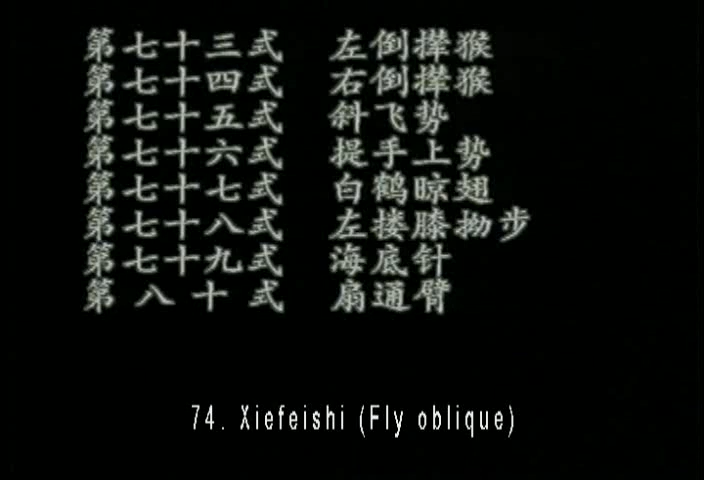 第七十三式 左倒撵猴
第七十四式 右倒撵猴
第七十五式 斜飞势
第七十六式 提手上势
第七十七式 白鹤晾翅
第七十八式 左搂膝拗步
第七十九式 海底针
第八十式 扇通臂
74. Xiefeishi (Fly oblique)